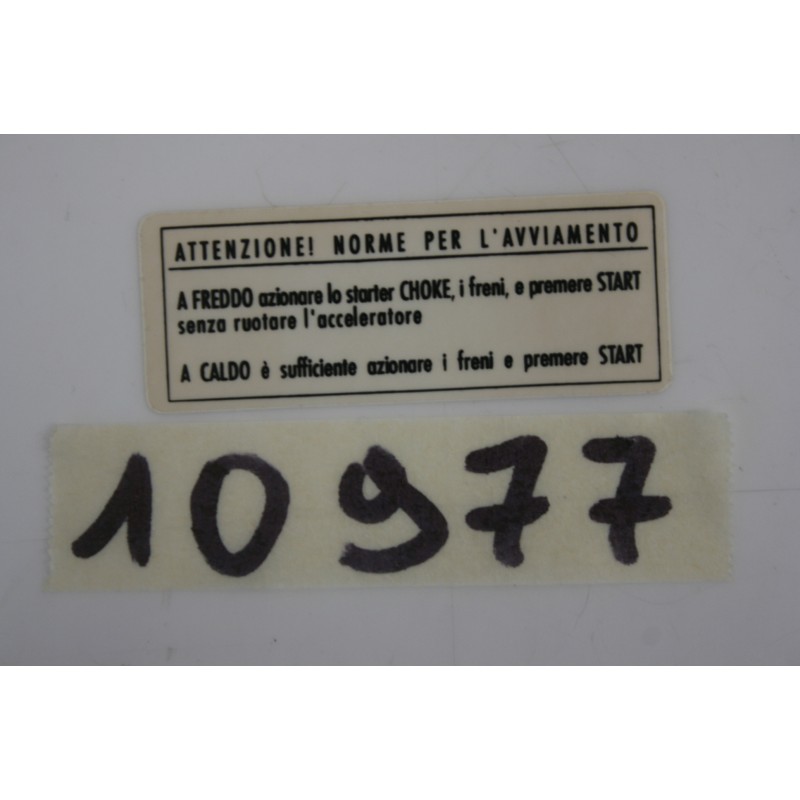 ATTENZIONE! NORME PER L'AVVIAMENTO
A FREDDO azionare lo starter CHOKE, i freni, e premere START
senza ruotare l'acceleratore
A CALDO è sufficiente azionare i freni e premere START
10977